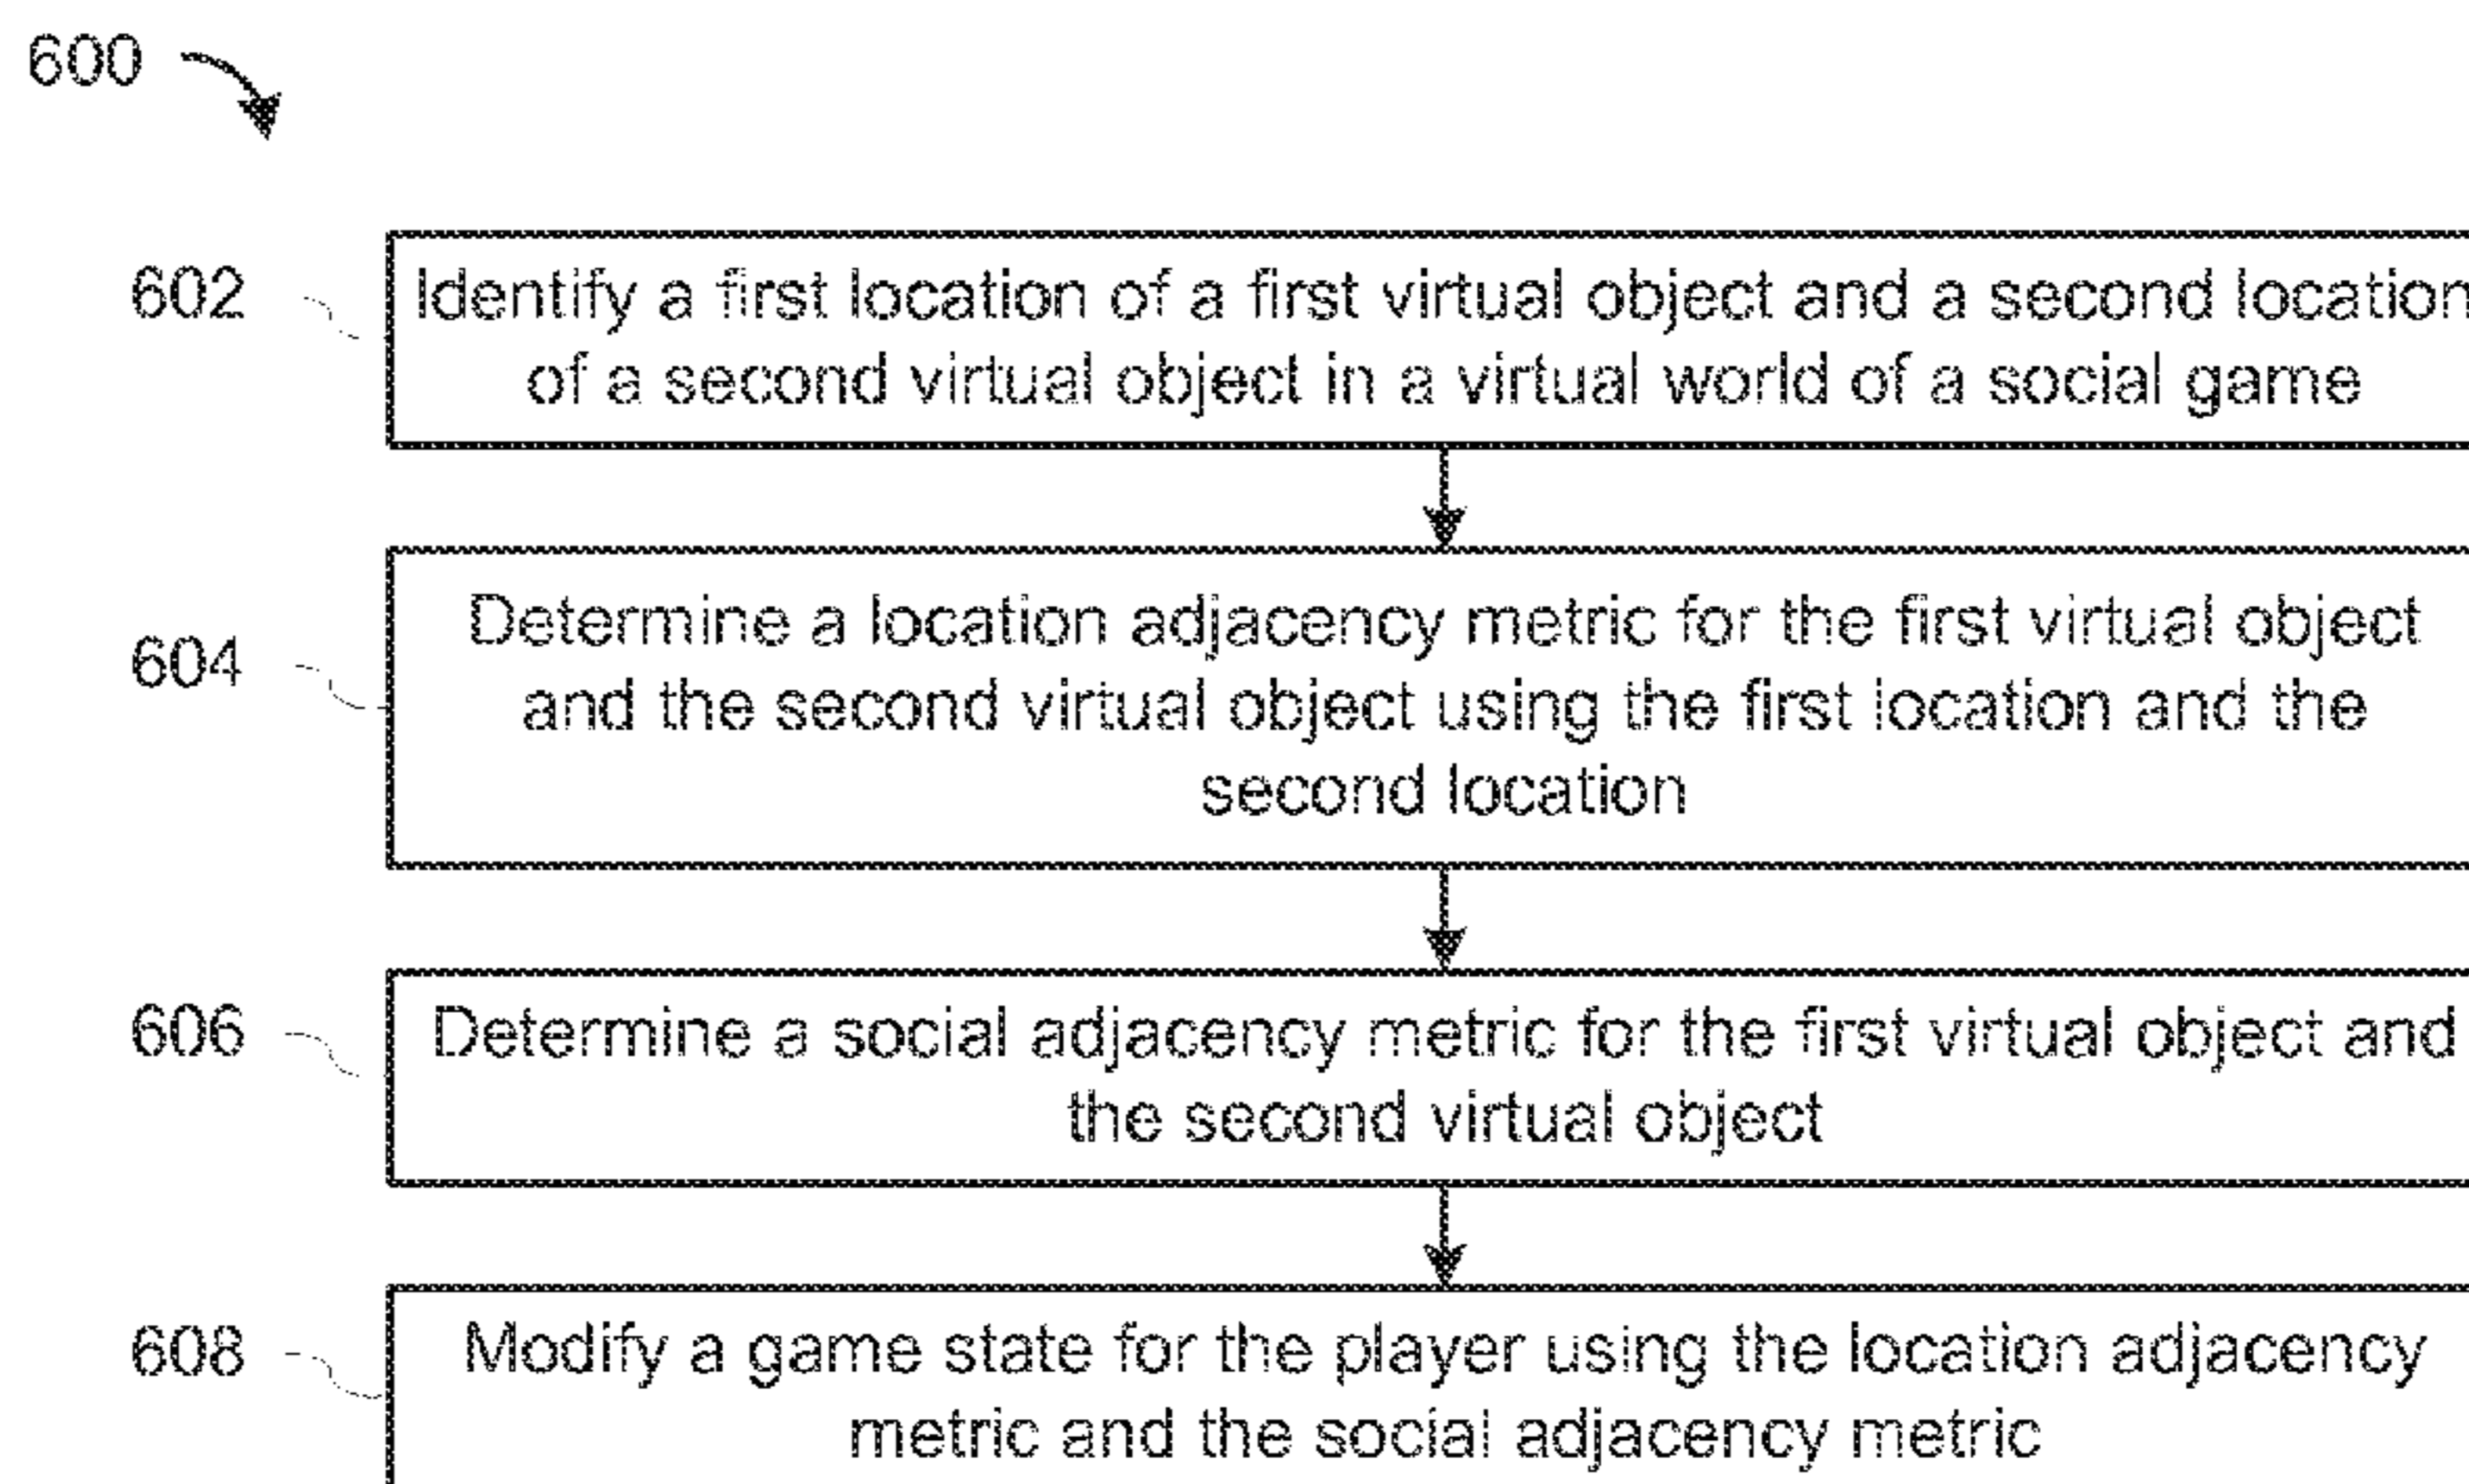 600
602
Identify a first location of a first virtual object and a second location
of a second virtual object in a virtual world of a social game
604
Determine a location adjacency metric for the first virtual object
and the second virtual object using the first location and the
second location
606
Determine a social adjacency metric for the first virtual object and
the second virtual object
608
Modify a game state for the player using the location adjacency
metric and the social adjacency metric